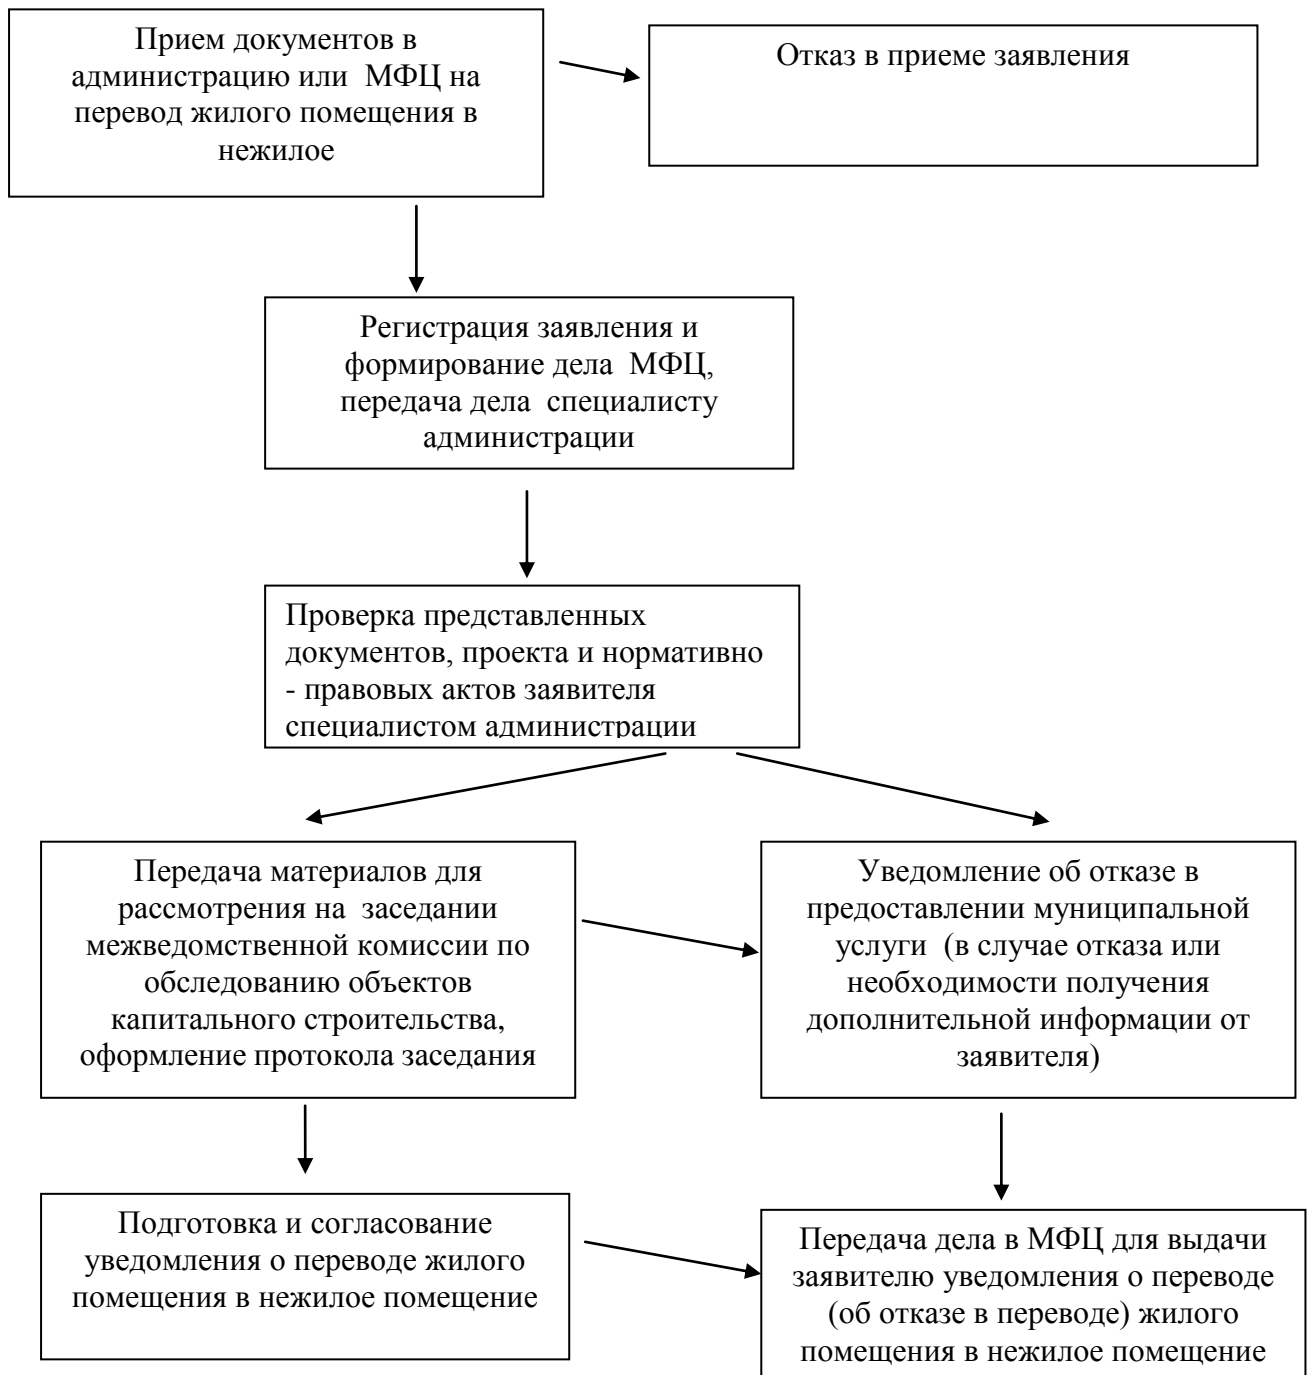 Прием документов в
администрацию или МФЦ на
перевод жилого помещения в
нежилое
Отказ в приеме заявления
Регистрация заявления и
формирование дела МФЦ,
передача дела специалисту
администрации
Проверка представленных
документов, проекта и нормативно
- правовых актов заявителя
специалистом администрации
Передача материалов для
рассмотрения на заседании
межведомственной комиссии по
обследованию объектов
капитального строительства,
оформление протокола заседания
Уведомление об отказе в
предоставлении муниципальной
услуги (в случае отказа или
необходимости получения
дополнительной информации от
заявителя)
Подготовка и согласование
уведомления о переводе жилого
помещения в нежилое помещение
Передача дела в МФЦ для выдачи
заявителю уведомления о переводе
(об отказе в переводе) жилого
помещения в нежилое помещение